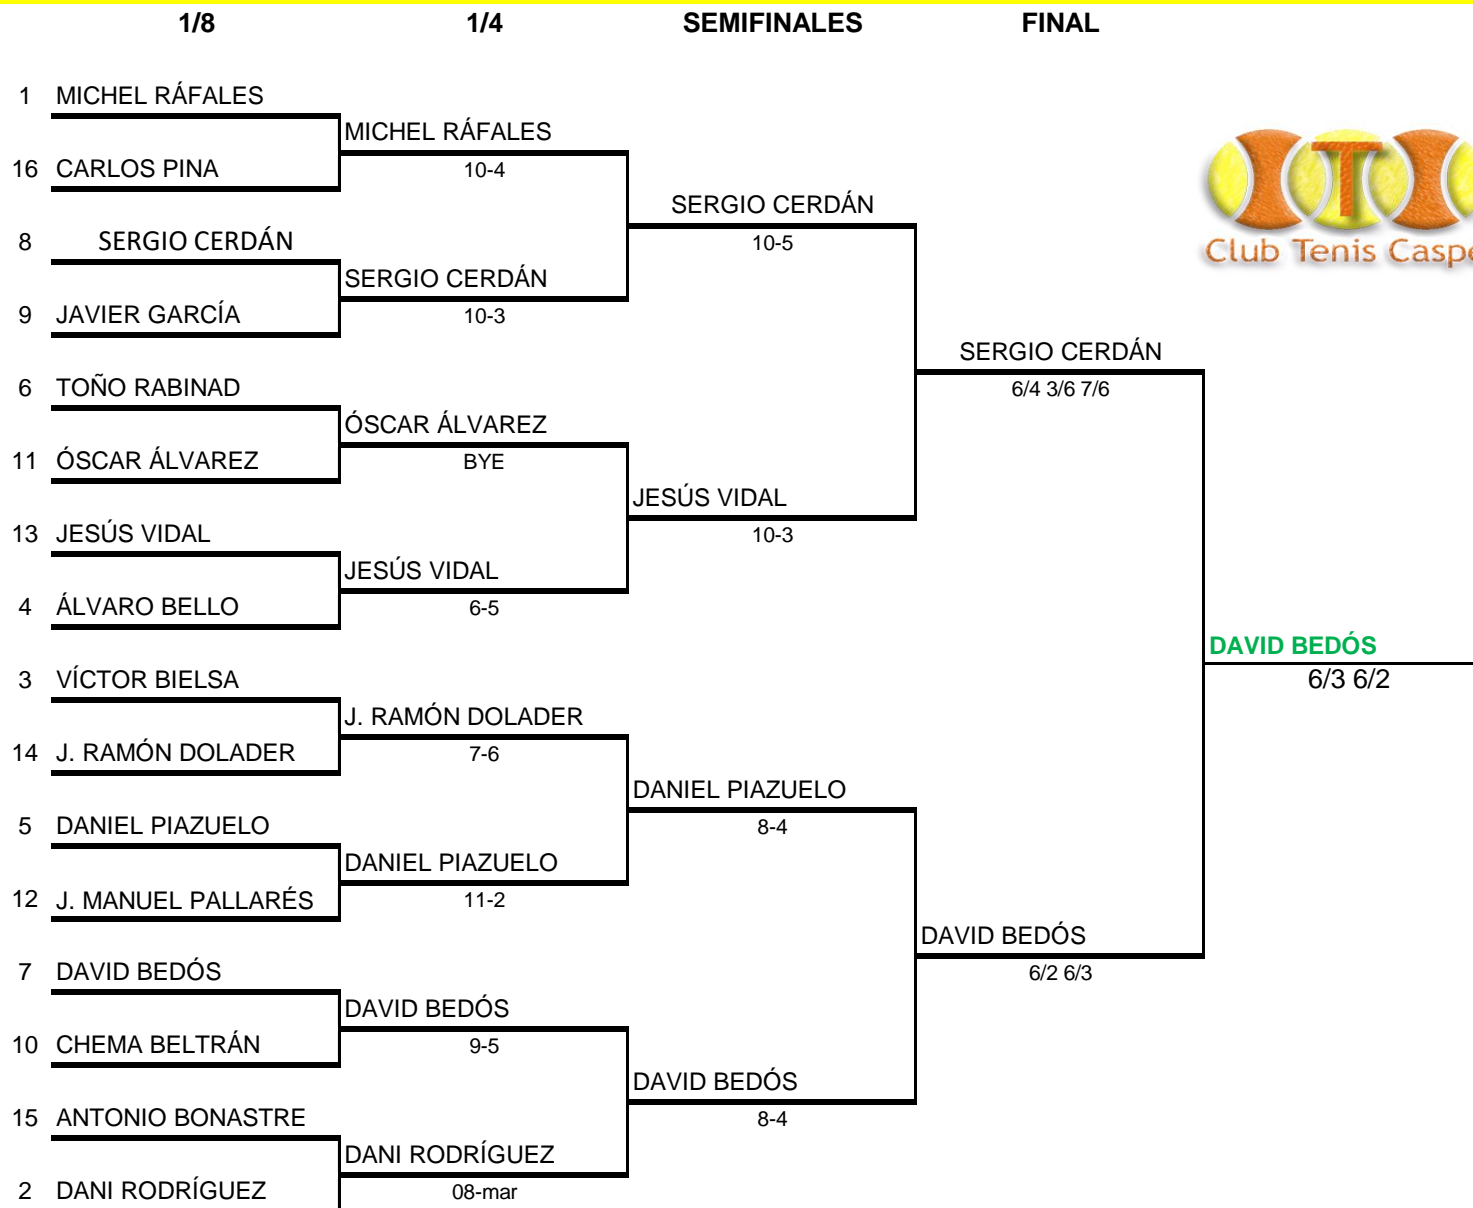 1/8 1/4 SEMIFINALES FINAL
1 MICHEL RÁFALES
MICHEL RÁFALES
16 CARLOS PINA 10-4
SERGIO CERDÁN
8 SERGIO CERDÁN 10-5
Club Tenis Caspe
SERGIO CERDÁN
9 JAVIER GARCÍA 10-3
SERGIO CERDÁN
6 TOÑO RABINAD 6/4 3/6 7/6
ÓSCAR ÁLVAREZ
11 ÓSCAR ÁLVAREZ BYE
JESÚS VIDAL
13 JESÚS VIDAL 10-3
JESÚS VIDAL
4 ÁLVARO BELLO 6-5
DAVID BEDÓS
3 VÍCTOR BIELSA 6/3 6/2
J. RAMÓN DOLADER
14 J. RAMÓN DOLADER 7-6
DANIEL PIAZUELO
5 DANIEL PIAZUELO 8-4
DANIEL PIAZUELO
12 J. MANUEL PALLARÉS 11-2
DAVID BEDÓS
7 DAVID BEDÓS 6/2 6/3
DAVID BEDÓS
10 CHEMA BELTRÁN 9-5
DAVID BEDÓS
15 ANTONIO BONASTRE 8-4
DANI RODRÍGUEZ
2 DANI RODRÍGUEZ 08-mar